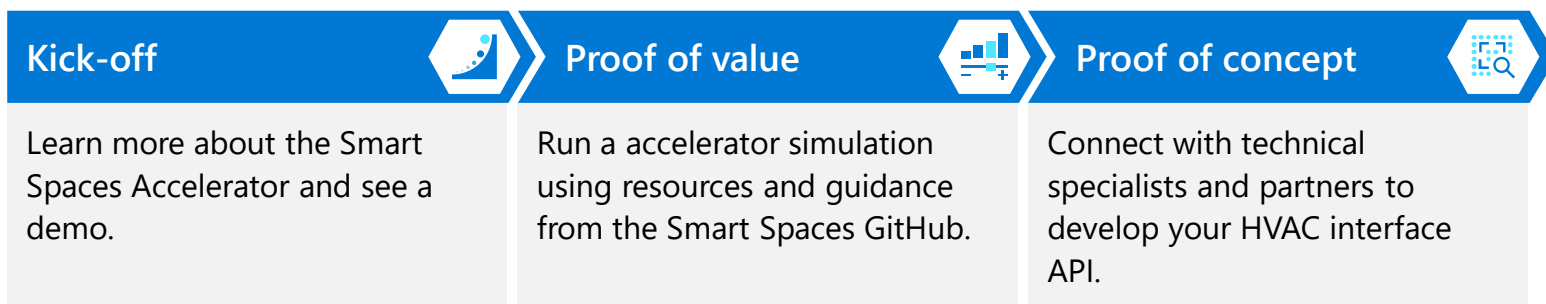 Kick-off
Learn more about the Smart
Spaces Accelerator and see a
demo.
Proof of value
Run a accelerator simulation
using resources and guidance
from the Smart Spaces GitHub.
Proof of concept
Connect with technical
specialists and partners to
develop your HVAC interface
API.